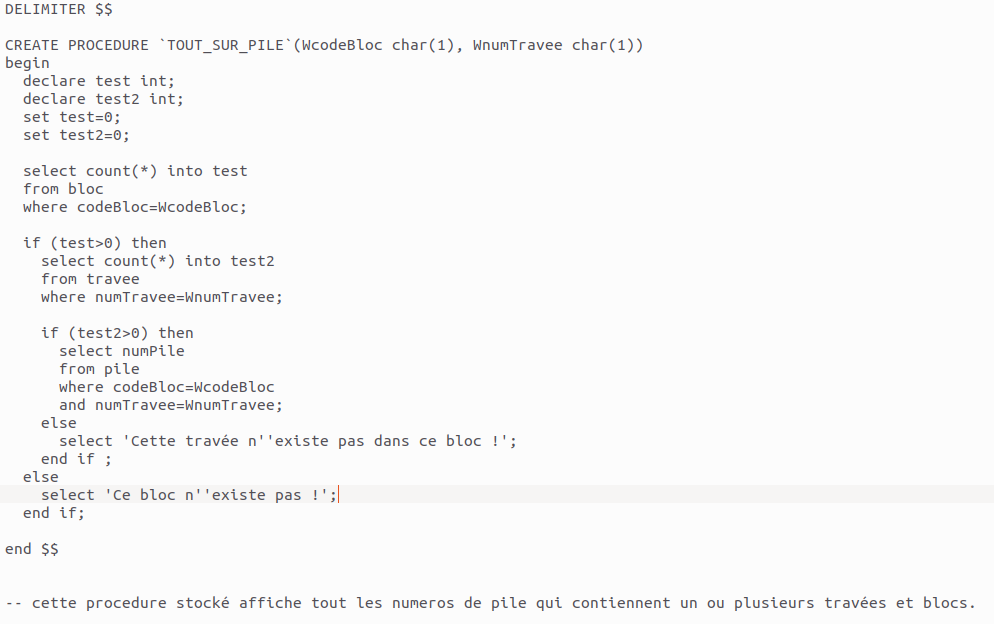 DELIMITER $$
CREATE PROCEDURE `TOUT_SUR_PILE`(WcodeBloc char(1), WnumTravee char(1))
begin
declare test int;
declare test2 int;
set test=0;
set test2=0;
select count(*) into test
from bloc
where codeBloc=WcodeBloc;
if (test>0) then
select count(*) into test2
from travee
where numTravee=WnumTravee;
if (test2>0) then
select numPile
from pile
where codeBloc=WcodeBloc
and numTravee=WnumTravee;
else
select 'Cette travée n''existe pas dans ce bloc !';
end if ;
else
select 'Ce bloc n''existe pas !';
end if;
end $$
-- cette procedure stocké affiche tout les numeros de pile qui contiennent un ou plusieurs travées et blocs.